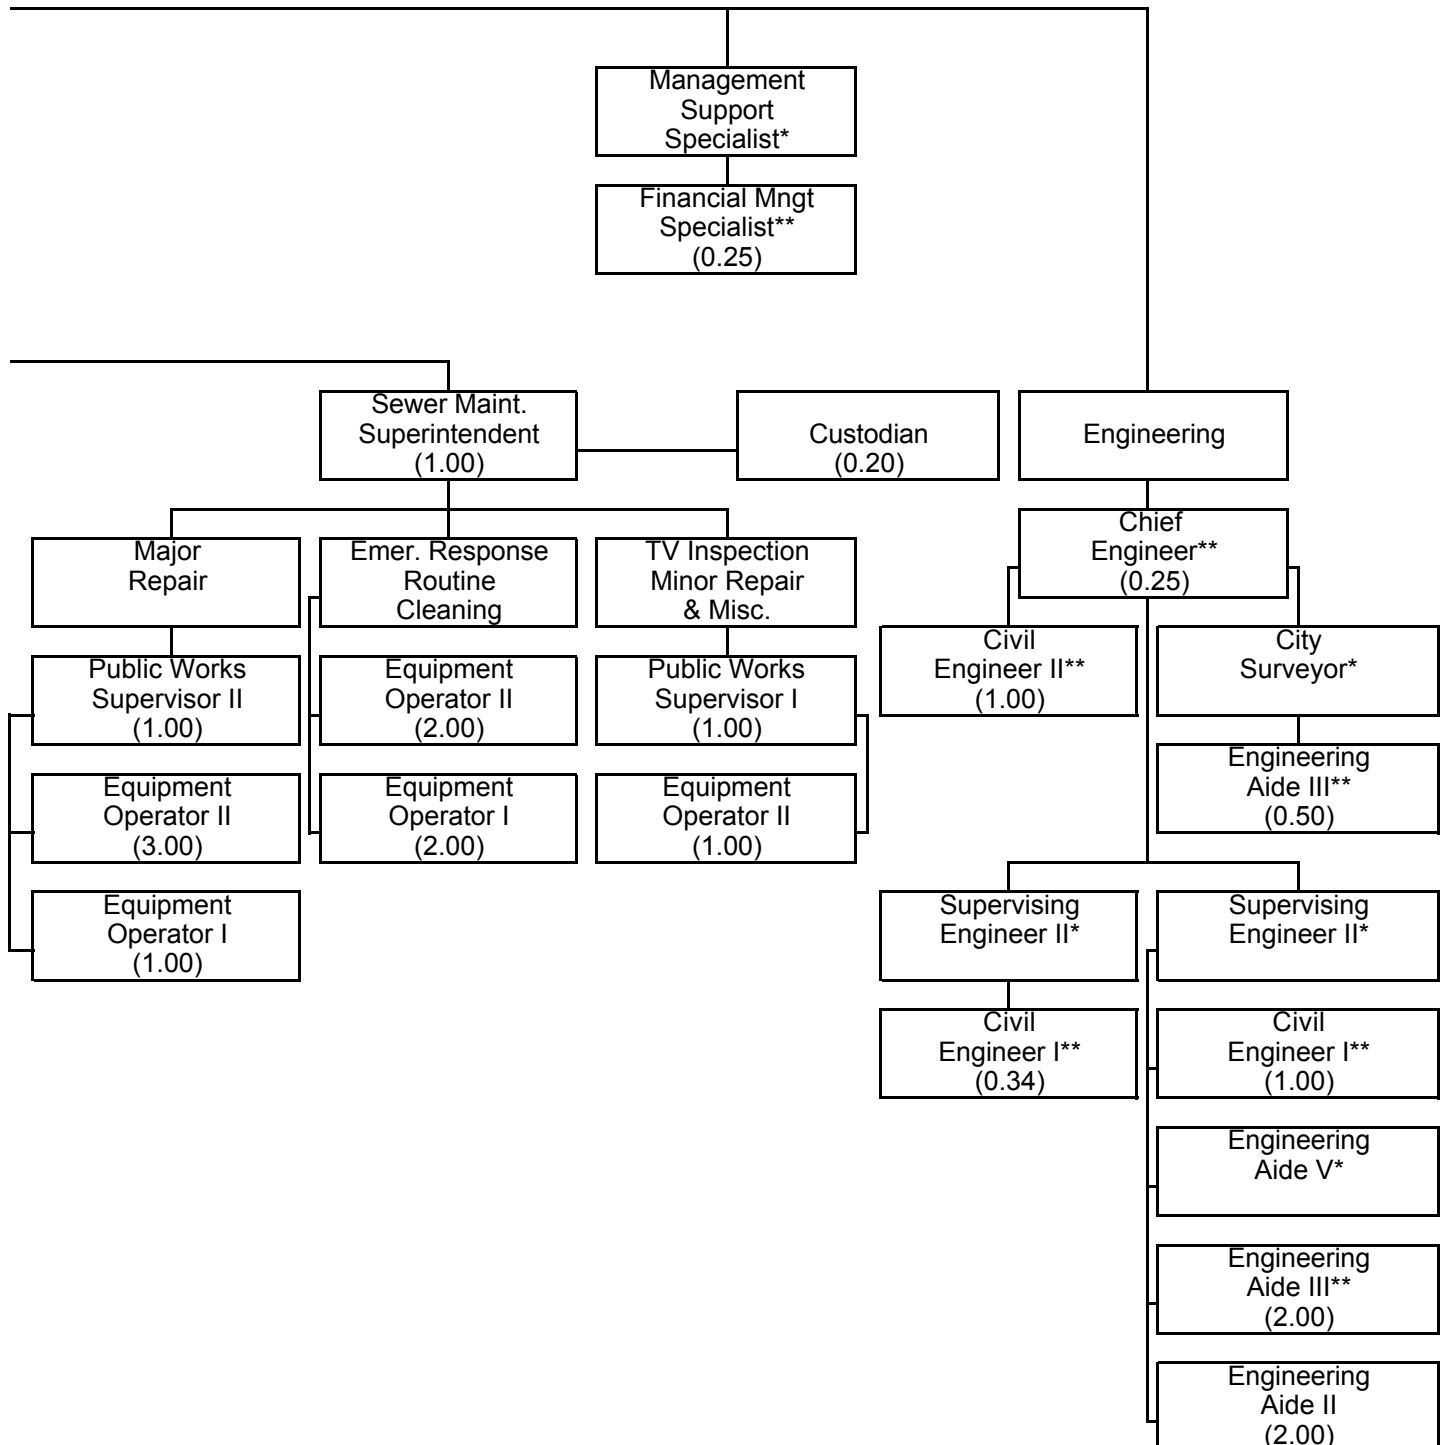 Management
Support
Specialist*
Financial Mngt
Specialist**
(0.25)
Sewer Maint.
Superintendent
(1.00)
Custodian
(0.20)
Engineering
Major
Repair
Emer. Response
Routine
Cleaning
TV Inspection
Minor Repair
& Misc.
Chief
Engineer**
(0.25)
Public Works
Supervisor II
(1.00)
Equipment
Operator II
(2.00)
Public Works
Supervisor I
(1.00)
Civil
Engineer II**
(1.00)
City
Surveyor*
Equipment
Operator II
(3.00)
Equipment
Operator I
(2.00)
Equipment
Operator II
(1.00)
Engineering
Aide III**
(0.50)
Equipment
Operator I
(1.00)
Supervising
Engineer II*
Supervising
Engineer II*
Civil
Engineer I**
(0.34)
Civil
Engineer I**
(1.00)
Engineering
Aide V*
Engineering
Aide III**
(2.00)
Engineering
Aide II
(2.00)